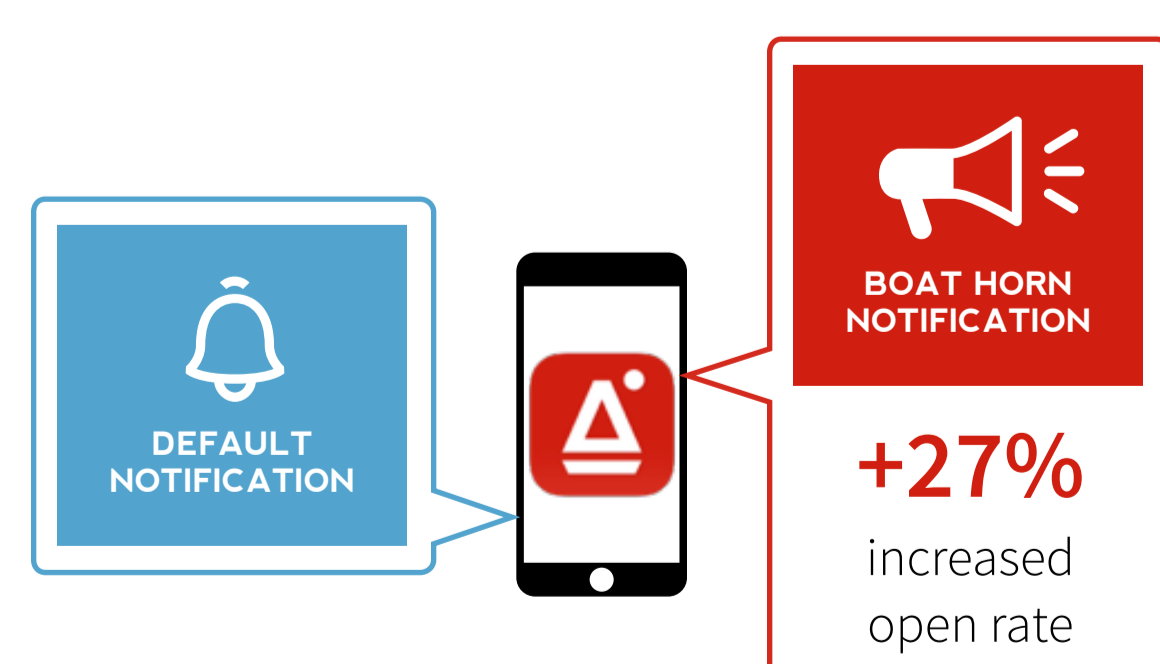 DEFAULT
NOTIFICATION
BOAT HORN
NOTIFICATION
+27%
increased
open rate